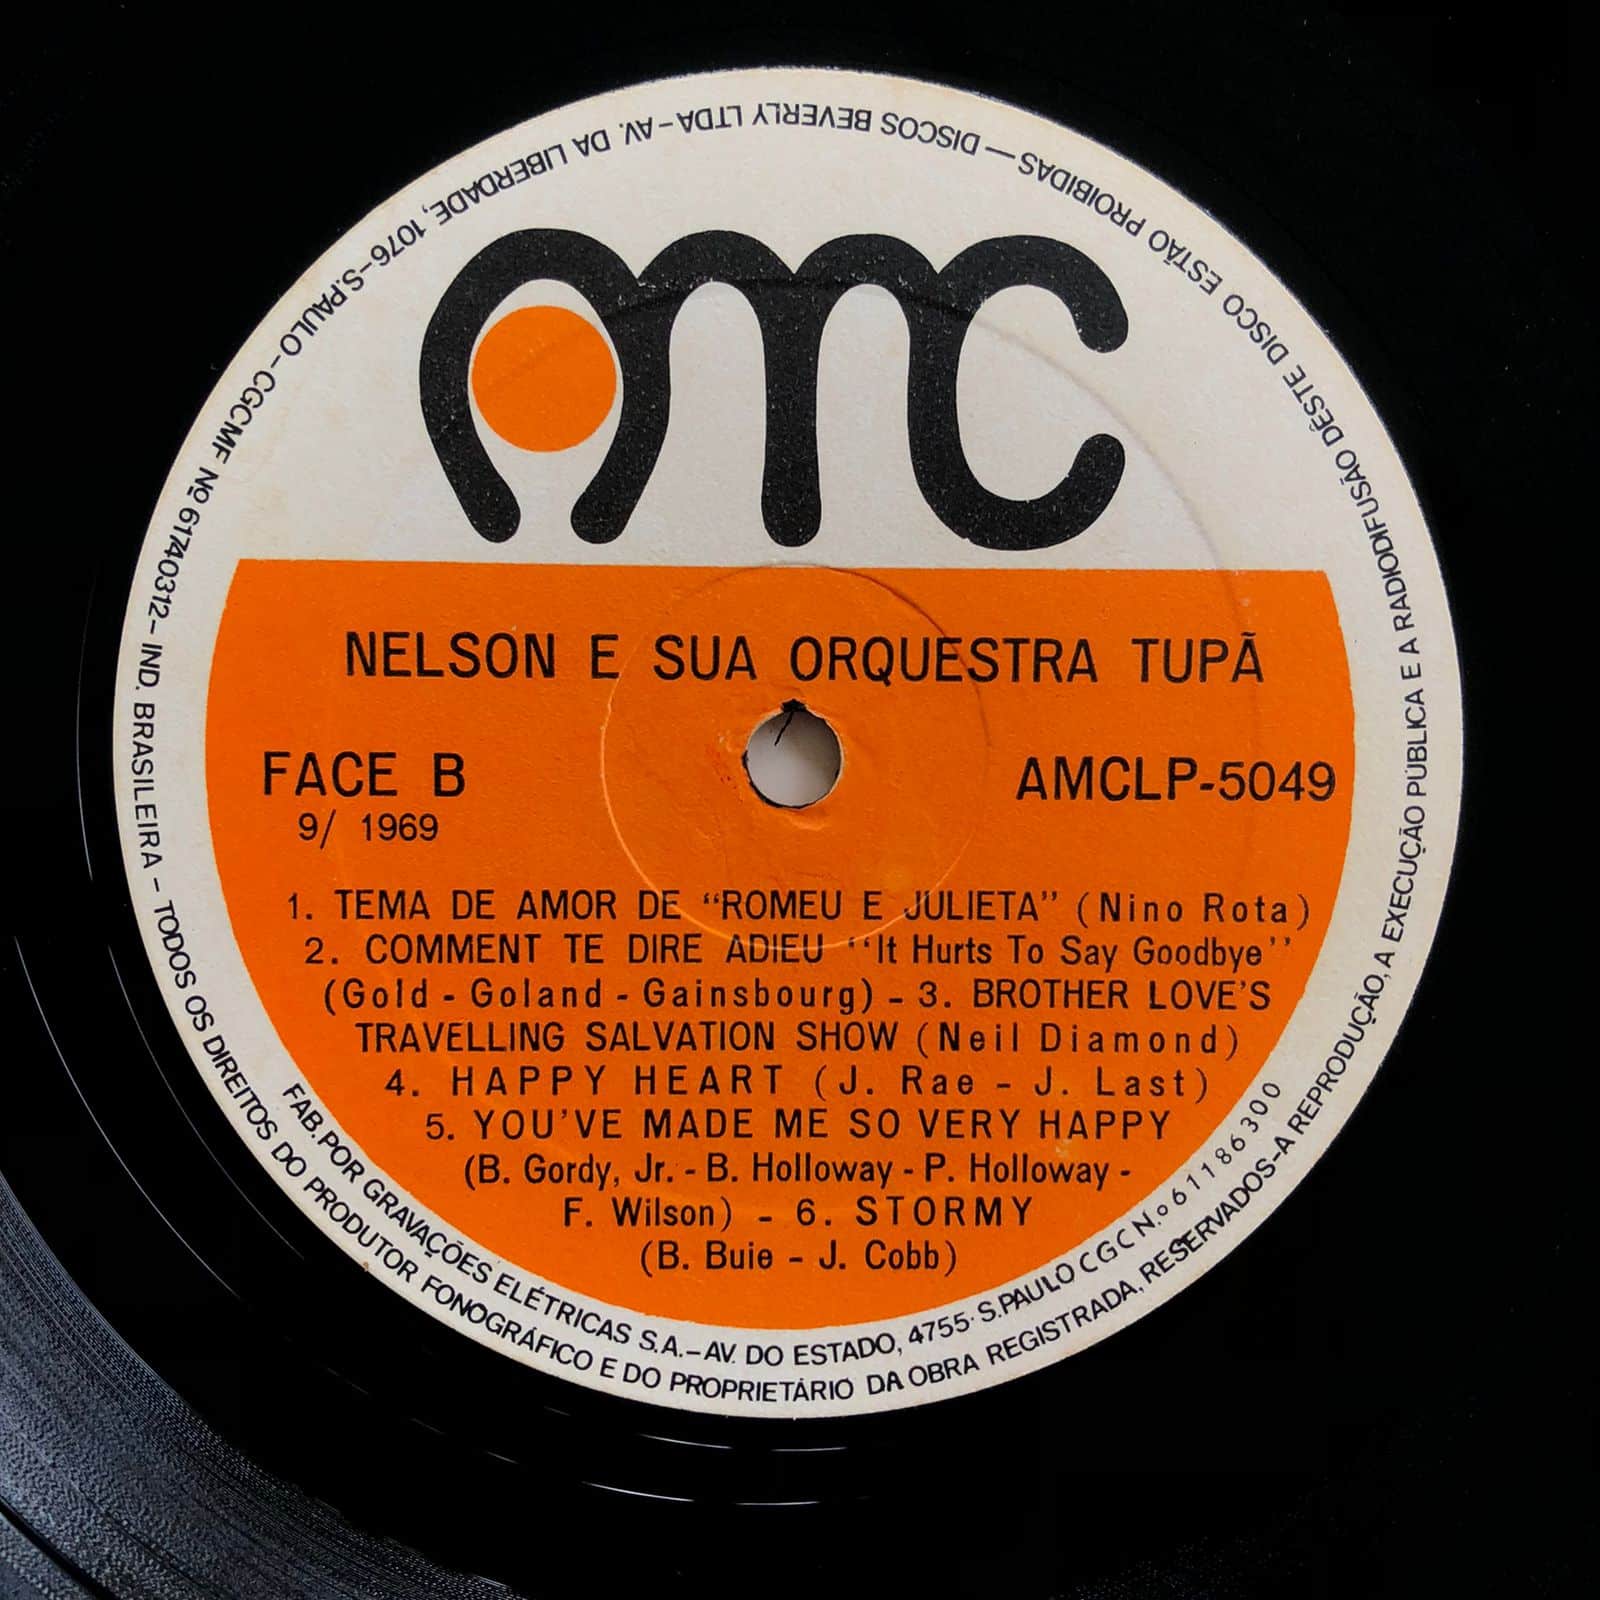 AMC
NELSON E SUA ORQUESTRA TUPÃ
FACE B
9/ 1969
AMCLP-5049
1. TEMA DE AMOR DE “ROMEU E JULIETA” (Nino Rota)
2. COMMENT TE DIRE ADIEU “It Hurts To Say Goodbye”
(Gold - Goland - Gainsbourg) - 3. BROTHER LOVE'S
TRAVELLING SALVATION SHOW (Neil Diamond)
4. HAPPY HEART (J. Rae - J. Last)
5. YOU'VE MADE ME SO VERY HAPPY
(B. Gordy, Jr. - B. Holloway - P. Holloway -
F. Wilson) - 6. STORMY
(B. Buie - J. Cobb)
FAB. POR GRAVAÇÕES ELÉTRICAS S.A. - AV. DO ESTADO, 4755 - S.PAULO CGC N.º 61186300
DISCOS BEVERLY LTDA - AV. DA LIBERDADE, 1076 - S.PAULO - CGCMF Nº 61740312 - IND. BRASILEIRA - TODOS OS DIREITOS DO PRODUTOR FONOGRÁFICO E DO PROPRIETÁRIO DA OBRA REGISTRADA, RESERVADOS - A REPRODUÇÃO, A EXECUÇÃO PÚBLICA E A RADIODIFUSÃO DÊSTE DISCO ESTÃO PROIBIDAS —